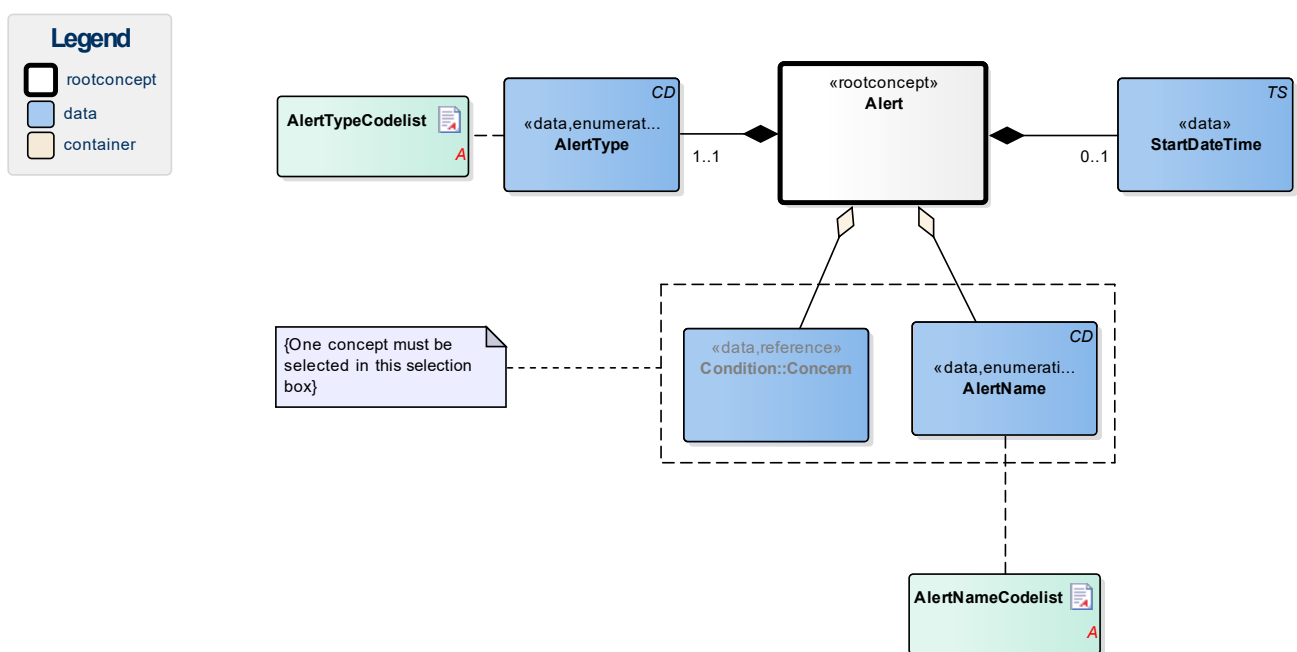 Legend
rootconcept
data
container
AlertTypeCodelist
A
CD
«data,enumerat...
AlertType
1..1
«rootconcept»
Alert
TS
«data»
StartDateTime
0..1
{One concept must be
selected in this selection
box}
«data,reference»
Condition::Concern
CD
«data,enumerati...
AlertName
AlertNameCodelist
A